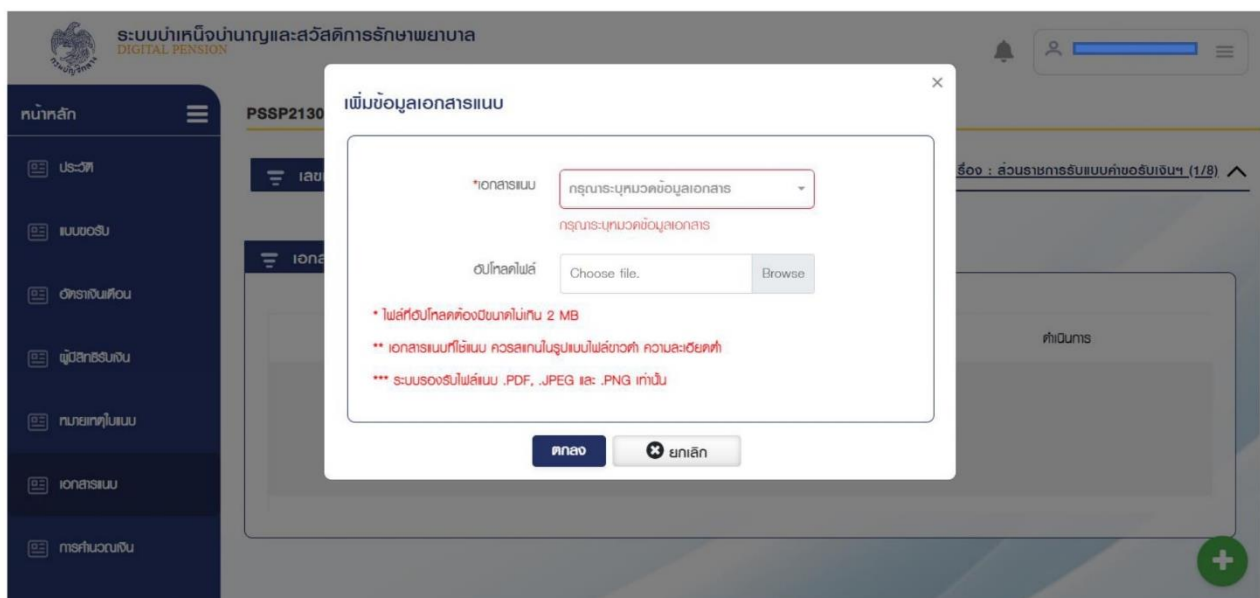 ระบบบำเหน็จบำนาญและสวัสดิการรักษาพยาบาล
DIGITAL PENSION
กรมบัญชีกลาง
หน้าหลัก
PSSP2130
เพิ่มข้อมูลเอกสารแนบ
×
ประวัติ
เลข
*เอกสารแนบ
กรุณาระบุหมวดข้อมูลเอกสาร
รื่อง : ส่วนราชการรับแบบคำขอรับเงินฯ (1/8)
กรุณาระบุหมวดข้อมูลเอกสาร
แบบขอรับ
เอกส
อัปโหลดไฟล์
Choose file.
Browse
อัตราเงินเดือน
* ไฟล์ที่อัปโหลดต้องมีขนาดไม่เกิน 2 MB
** เอกสารแนบที่ใช้แนบ ควรสแกนในรูปแบบไฟล์ขาวดำ ความละเอียดต่ำ
*** ระบบรองรับไฟล์แนบ .PDF, .JPEG และ .PNG เท่านั้น
ดำเนินการ
ผู้มีสิทธิรับเงิน
หมายเหตุใบแนบ
ตกลง
ยกเลิก
เอกสารแนบ
การคำนวณเงิน